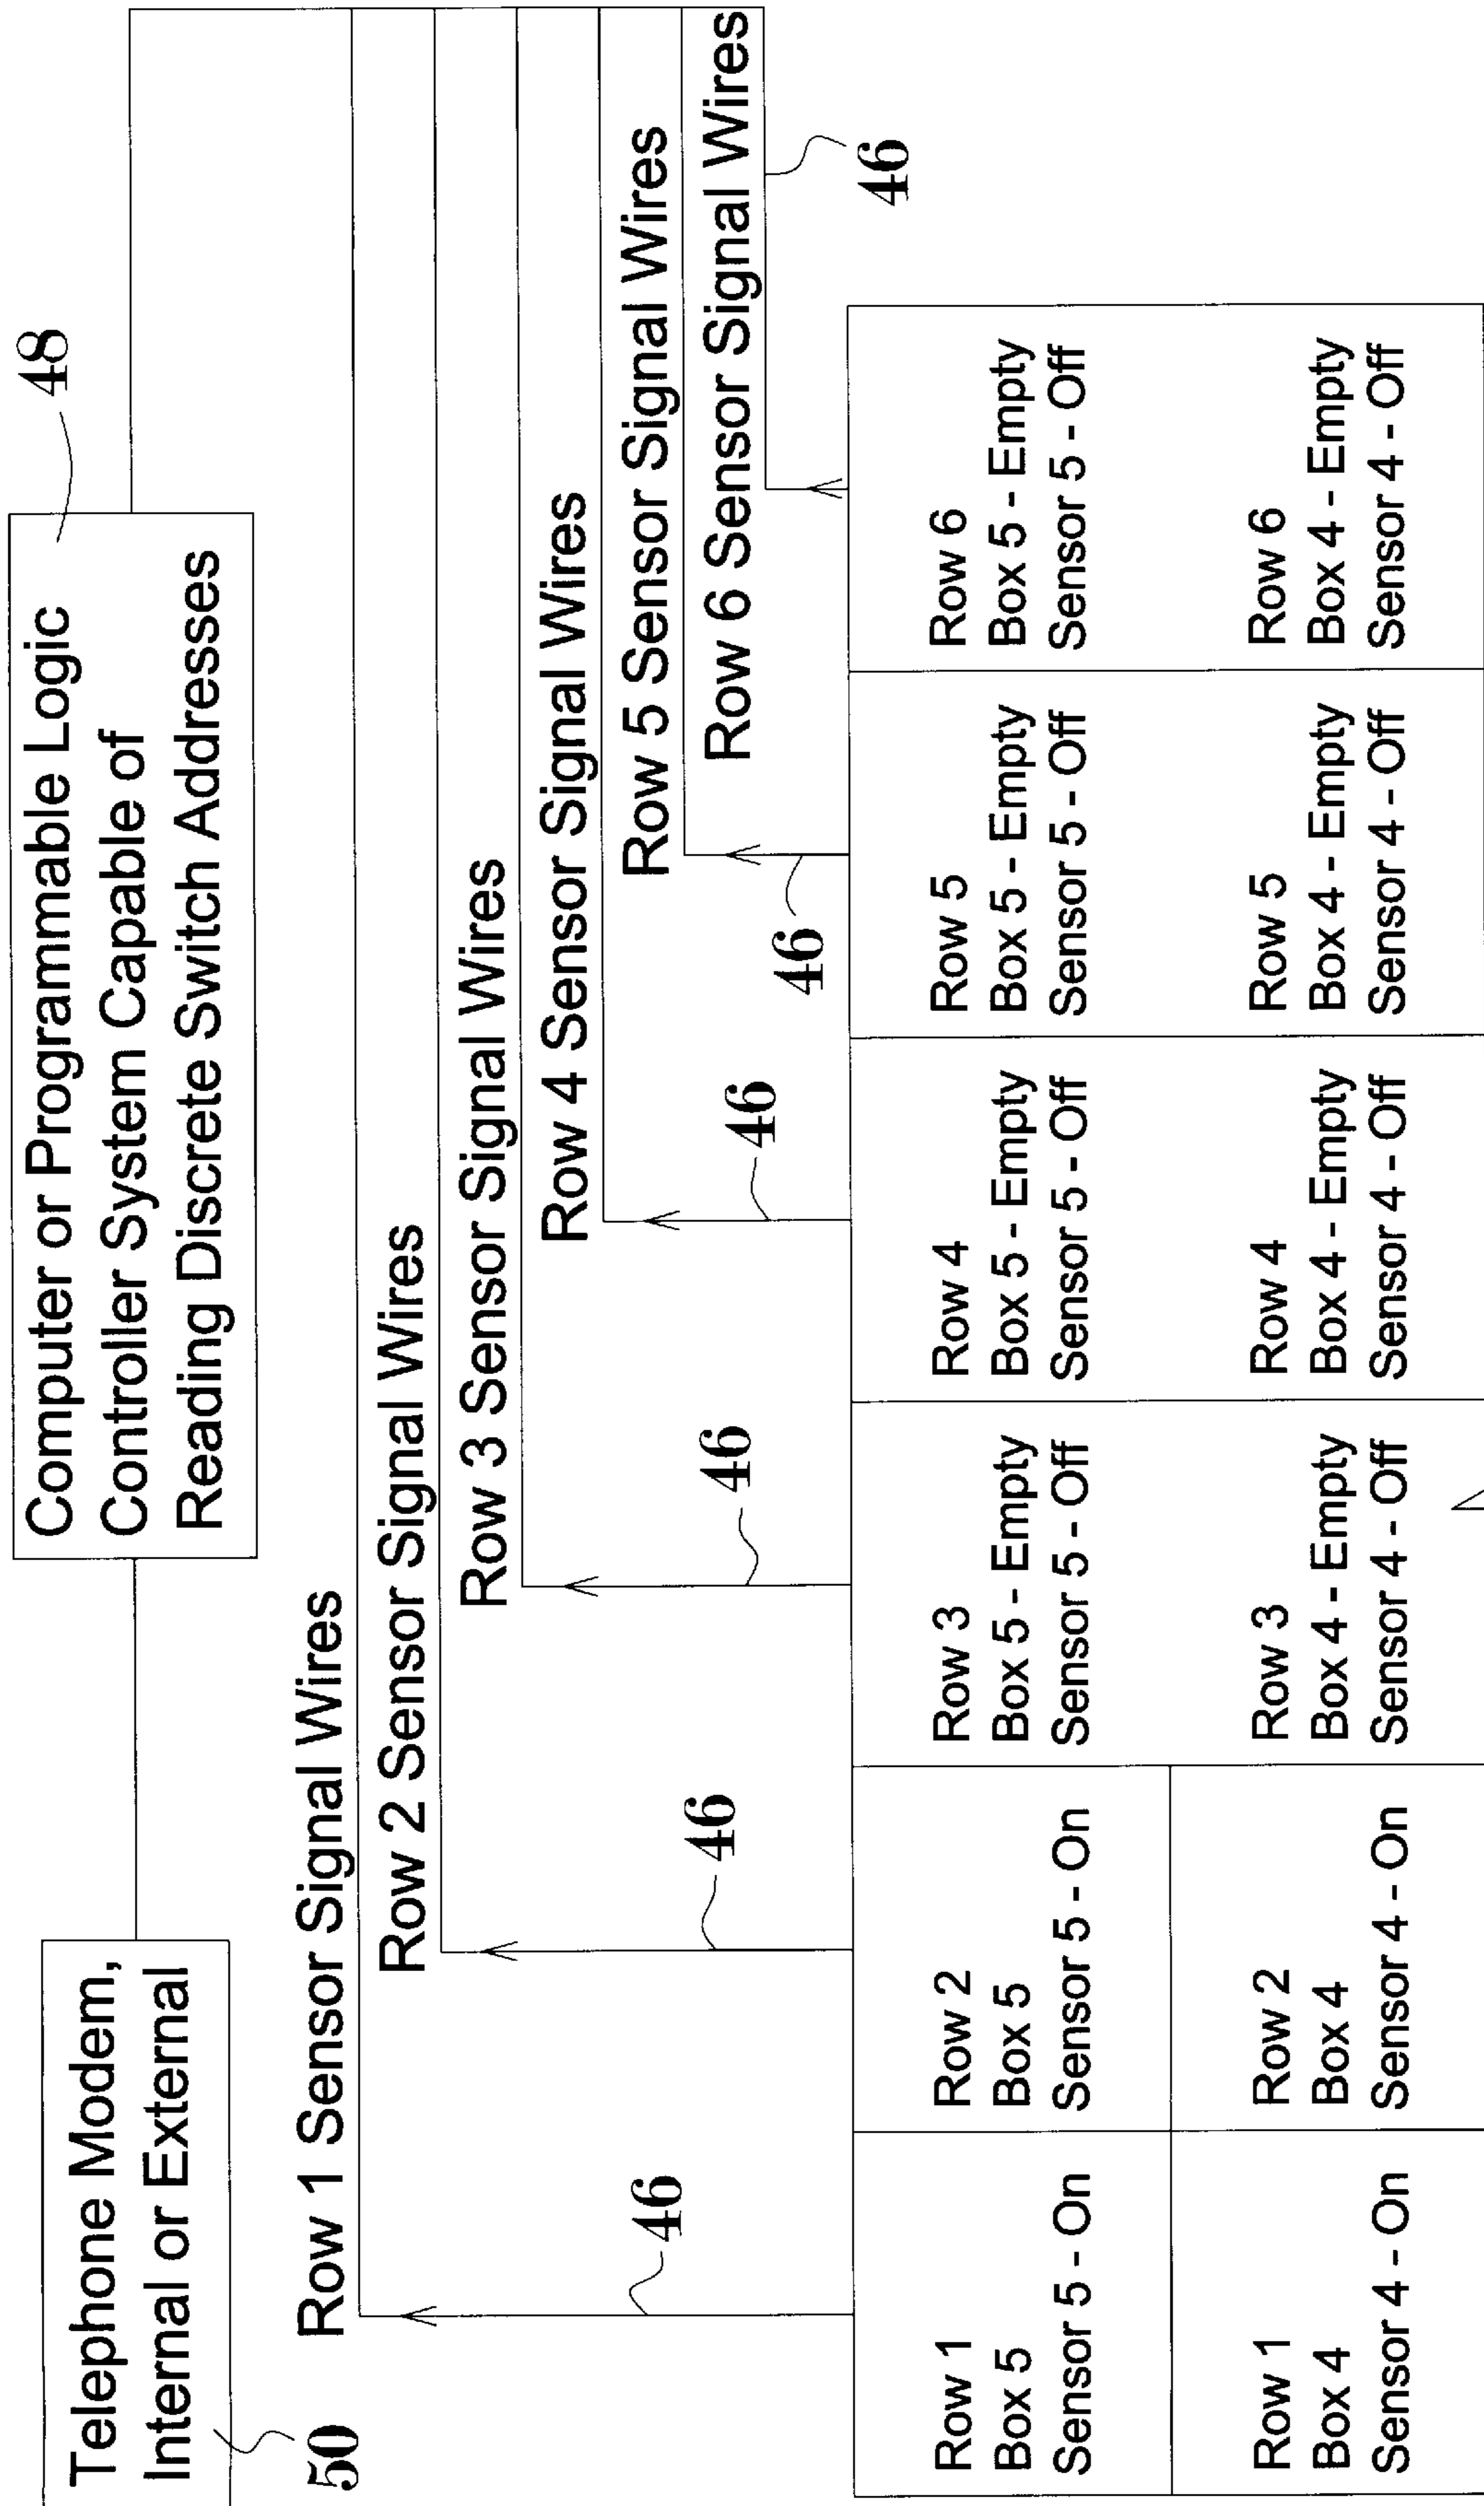 Telephone Modem,
Internal or External
50
Computer or Programmable Logic
Controller System Capable of
Reading Discrete Switch Addresses
48
Row 1 Sensor Signal Wires
Row 2 Sensor Signal Wires
Row 3 Sensor Signal Wires
Row 4 Sensor Signal Wires
Row 5 Sensor Signal Wires
Row 6 Sensor Signal Wires
46
46
46
46
46
46
Row 1
Box 5
Sensor 5 - On
Row 2
Box 5
Sensor 5 - On
Row 3
Box 5 - Empty
Sensor 5 - Off
Row 4
Box 5 - Empty
Sensor 5 - Off
Row 5
Box 5 - Empty
Sensor 5 - Off
Row 6
Box 5 - Empty
Sensor 5 - Off
Row 1
Box 4
Sensor 4 - On
Row 2
Box 4
Sensor 4 - On
Row 3
Box 4 - Empty
Sensor 4 - Off
Row 4
Box 4 - Empty
Sensor 4 - Off
Row 5
Box 4 - Empty
Sensor 4 - Off
Row 6
Box 4 - Empty
Sensor 4 - Off